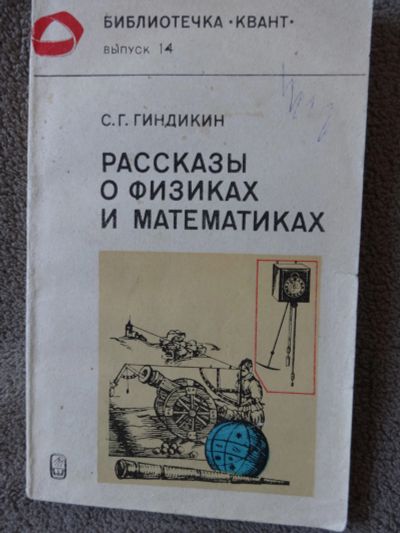 БИБЛИОТЕЧКА «КВАНТ»
ВЫПУСК 14
С.Г. ГИНДИКИН
РАССКАЗЫ
О ФИЗИКАХ
И МАТЕМАТИКАХ